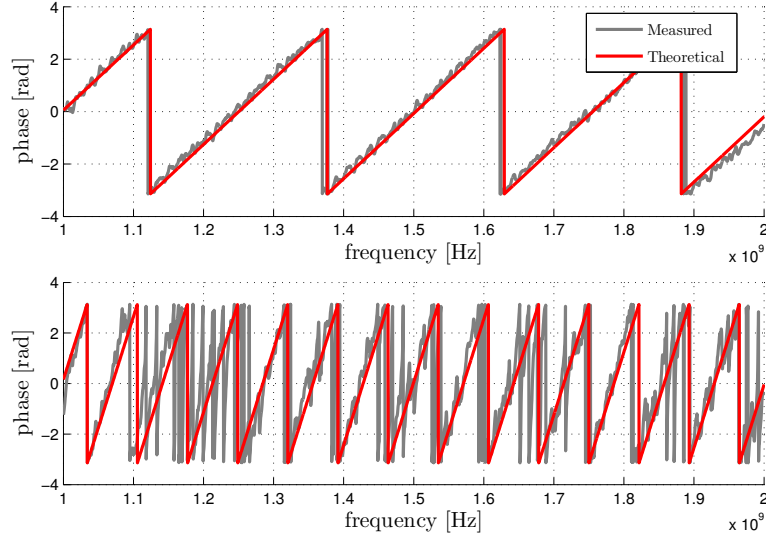 4
2
0
−2
−4
phase [rad]
Measured
Theoretical
1 1.1 1.2 1.3 1.4 1.5 1.6 1.7 1.8 1.9 2
frequency [Hz]
x 10⁹
4
2
0
−2
−4
phase [rad]
1 1.1 1.2 1.3 1.4 1.5 1.6 1.7 1.8 1.9 2
frequency [Hz]
x 10⁹